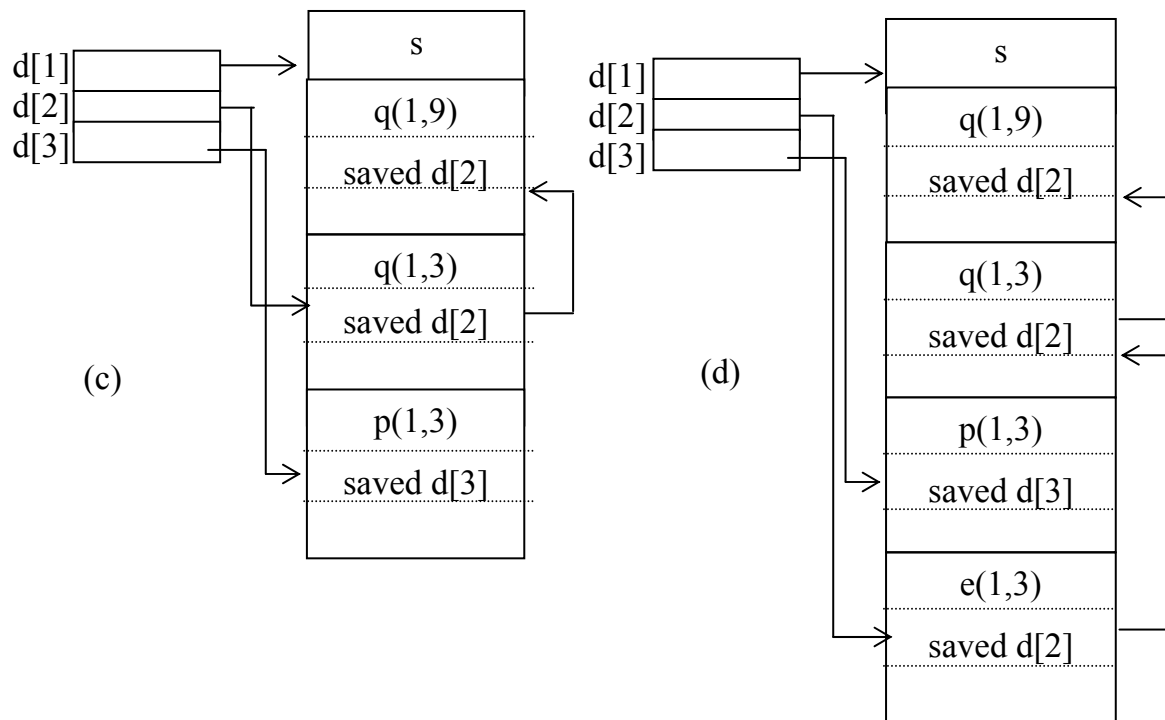 s
d[1]
d[2]
d[3]
q(1,9)
saved d[2]
q(1,3)
saved d[2]
(c)
p(1,3)
saved d[3]
s
d[1]
d[2]
d[3]
q(1,9)
saved d[2]
q(1,3)
saved d[2]
(d)
p(1,3)
saved d[3]
e(1,3)
saved d[2]